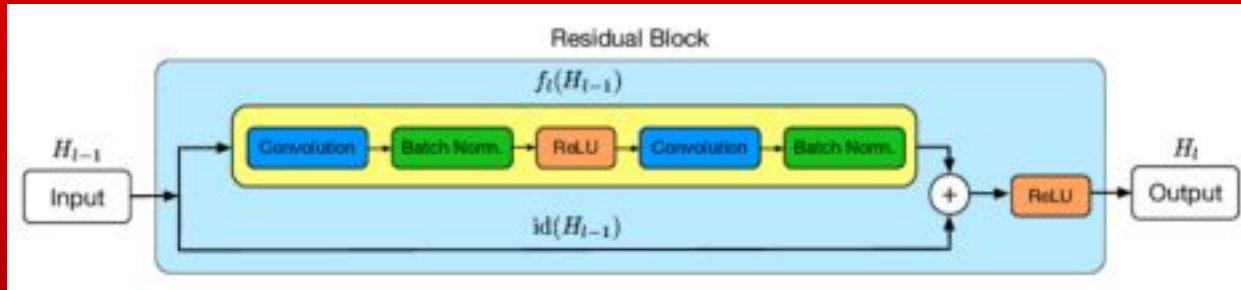 Residual Block
f_l(H_{l-1})
H_{l-1}
Input
Convolution
Batch Norm.
ReLU
Convolution
Batch Norm.
+
ReLU
H_l
Output
id(H_{l-1})